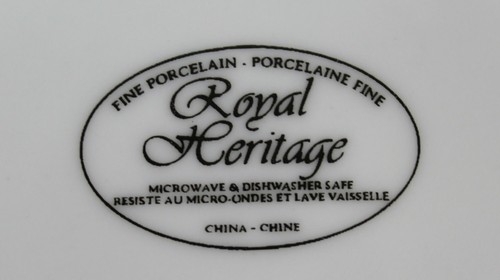 FINE PORCELAIN - PORCELAINE FINE
Royal
Heritage
MICROWAVE & DISHWASHER SAFE
RESISTE AU MICRO-ONDES ET LAVE VAISSELLE
CHINA - CHINE